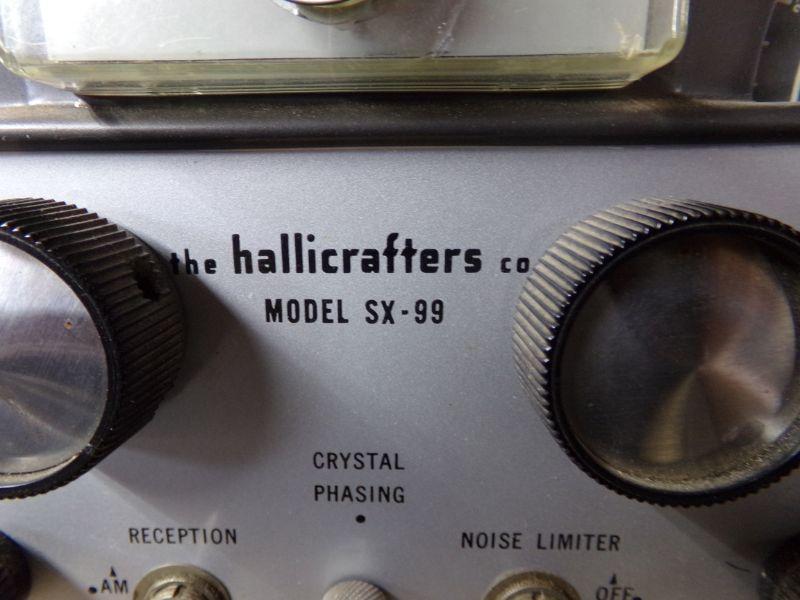 the hallicrafters co
MODEL SX-99
CRYSTAL
PHASING
RECEPTION
NOISE LIMITER
AM
OFF